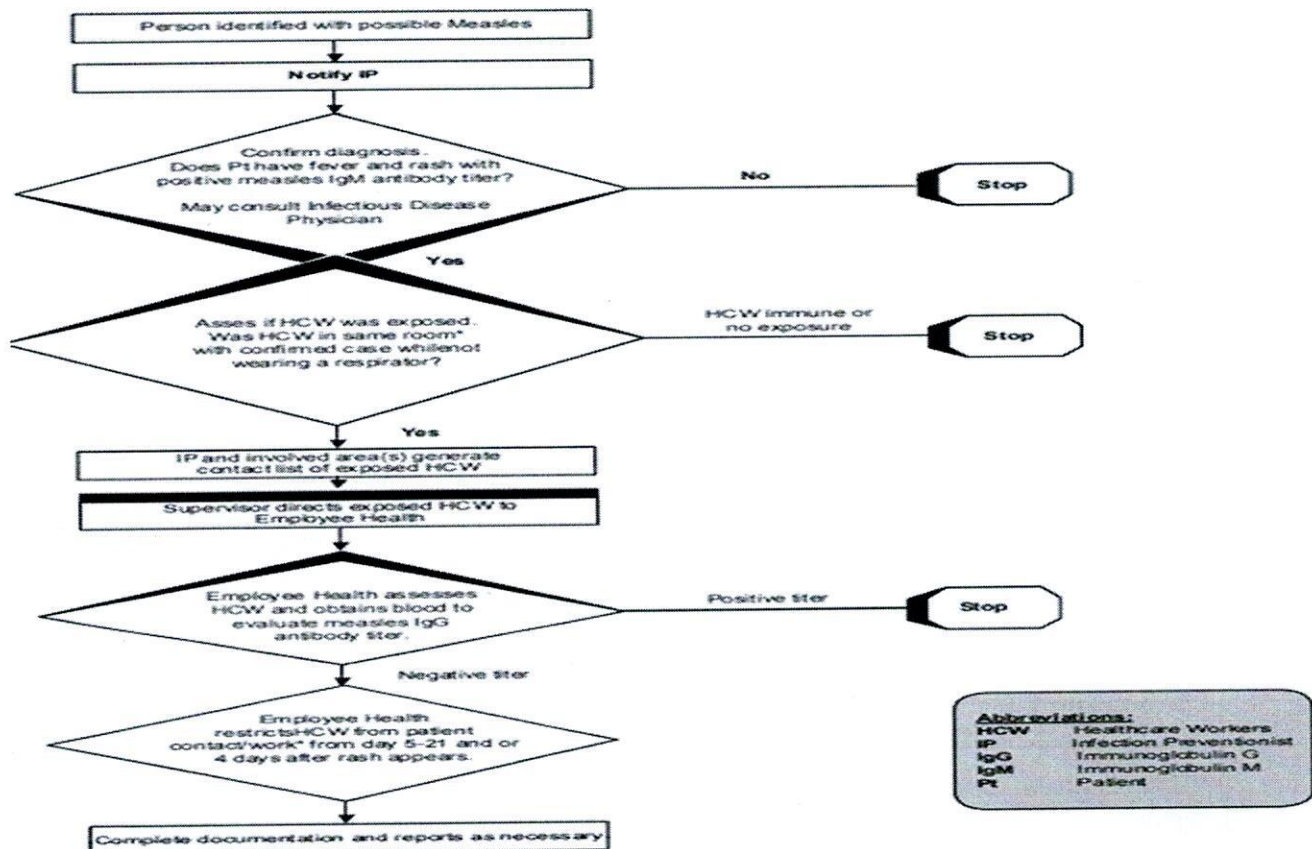 Person identified with possible Measles
Notify IP
Confirm diagnosis.
Does Pt have fever and rash with
positive measles IgM antibody titer?
May consult Infectious Disease
Physician
No
Stop
Yes
Asses if HCW was exposed.
Was HCW in same room*
with confirmed case whilenot
wearing a respirator?
HCW immune or
no exposure
Stop
Yes
IP and involved area(s) generate
contact list of exposed HCW
Supervisor directs exposed HCW to
Employee Health
Employee Health assesses
HCW and obtains blood to
evaluate measles IgG
antibody titer.
Positive titer
Stop
Negative titer
Employee Health
restrictsHCW from patient
contact/work* from day 5-21 and or
4 days after rash appears.
Complete documentation and reports as necessary
Abbreviations:
HCW Healthcare Workers
IP Infection Preventionist
IgG Immunoglobulin G
IgM Immunoglobulin M
Pt Patient